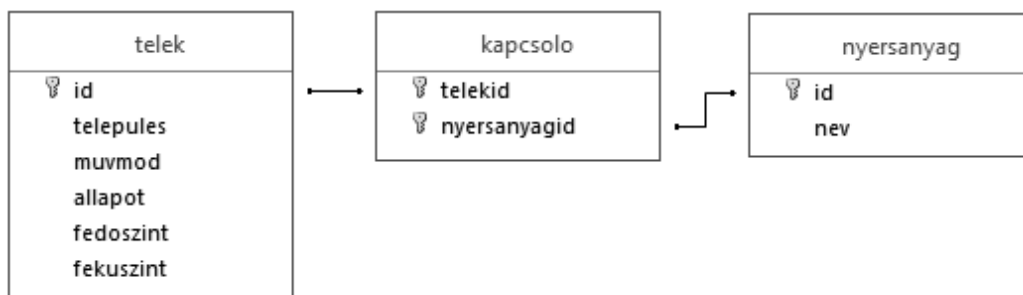 telek
id
telepules
muvmod
allapot
fedoszint
fekuszint
kapcsolo
telekid
nyersanyagid
nyersanyag
id
nev